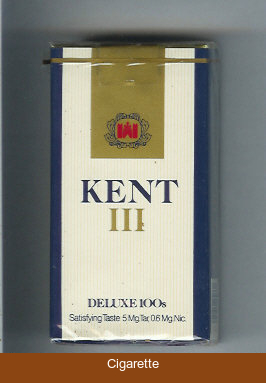 KENT
III
DELUXE 100s
Satisfying Taste. 5 Mg. Tar, 0.6 Mg. Nic.
Cigarette